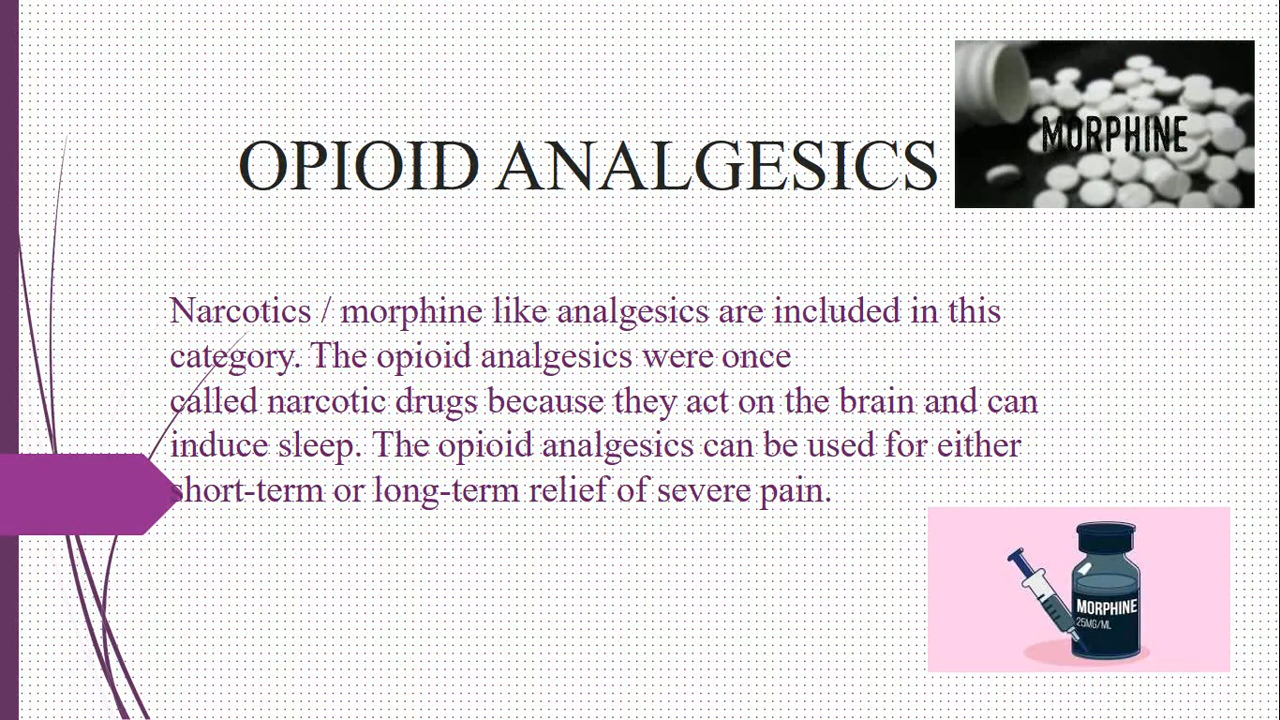 MORPHINE
OPIOID ANALGESICS
Narcotics / morphine like analgesics are included in this
category. The opioid analgesics were once
called narcotic drugs because they act on the brain and can
induce sleep. The opioid analgesics can be used for either
short-term or long-term relief of severe pain.
MORPHINE
25MG/ML